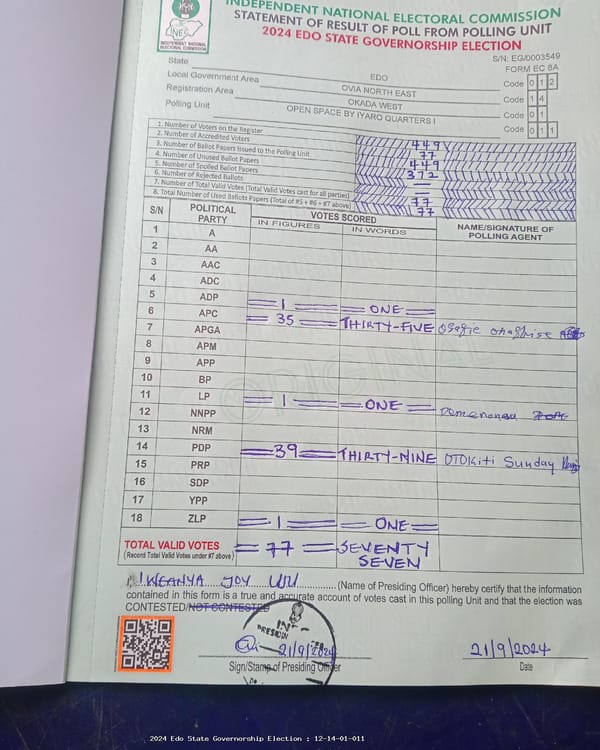 INDEPENDENT NATIONAL ELECTORAL COMMISSION
STATEMENT OF RESULT OF POLL FROM POLLING UNIT
2024 EDO STATE GOVERNORSHIP ELECTION
INEC
INDEPENDENT NATIONAL
ELECTORAL COMMISSION
S/N: EG/0003549
FORM EC 8A
State EDO Code 0 1 2
Local Government Area OVIA NORTH EAST Code 1 4
Registration Area OKADA WEST Code 0 1
Polling Unit OPEN SPACE BY IYARO QUARTERS I Code 0 1 1
1. Number of Voters on the Register 449
2. Number of Accredited Voters 77
3. Number of Ballot Papers Issued to the Polling Unit 449
4. Number of Unused Ballot Papers 372
5. Number of Spoiled Ballot Papers —
6. Number of Rejected Ballots —
7. Number of Total Valid Votes (Total Valid Votes cast for all parties) 77
8. Total Number of Used Ballots Papers (Total of #5 + #6 + #7 above) 77
S/N POLITICAL PARTY VOTES SCORED NAME/SIGNATURE OF POLLING AGENT
IN FIGURES IN WORDS
1 A
2 AA
3 AAC
4 ADC
5 ADP 1 ONE
6 APC 35 THIRTY-FIVE Osagie
7 APGA
8 APM
9 APP
10 BP
11 LP 1 ONE
12 NNPP
13 NRM
14 PDP 39 THIRTY-NINE OTOKITI Sunday
15 PRP
16 SDP
17 YPP
18 ZLP 1 ONE
TOTAL VALID VOTES 77 SEVENTY SEVEN
(Record Total Valid Votes under #7 above)
I, JOY (Name of Presiding Officer) hereby certify that the information
contained in this form is a true and accurate account of votes cast in this polling Unit and that the election was
CONTESTED/NOT CONTESTED
21/9/2024 21/9/2024
Sign/Stamp of Presiding Officer Date
2024 Edo State Governorship Election : 12-14-01-011